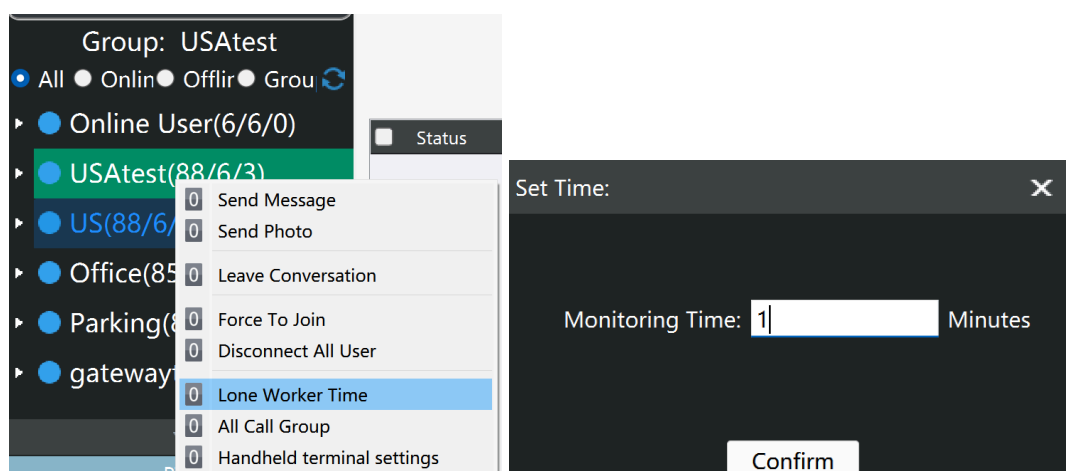 Group: USAtest
All Onlin Offlir Grou
Online User(6/6/0)
USAtest(88/6/3)
US(88/6/
Office(85
Parking(
gateway
Status
0 Send Message
0 Send Photo
0 Leave Conversation
0 Force To Join
0 Disconnect All User
0 Lone Worker Time
0 All Call Group
0 Handheld terminal settings
Set Time:
Monitoring Time: 1 Minutes
Confirm